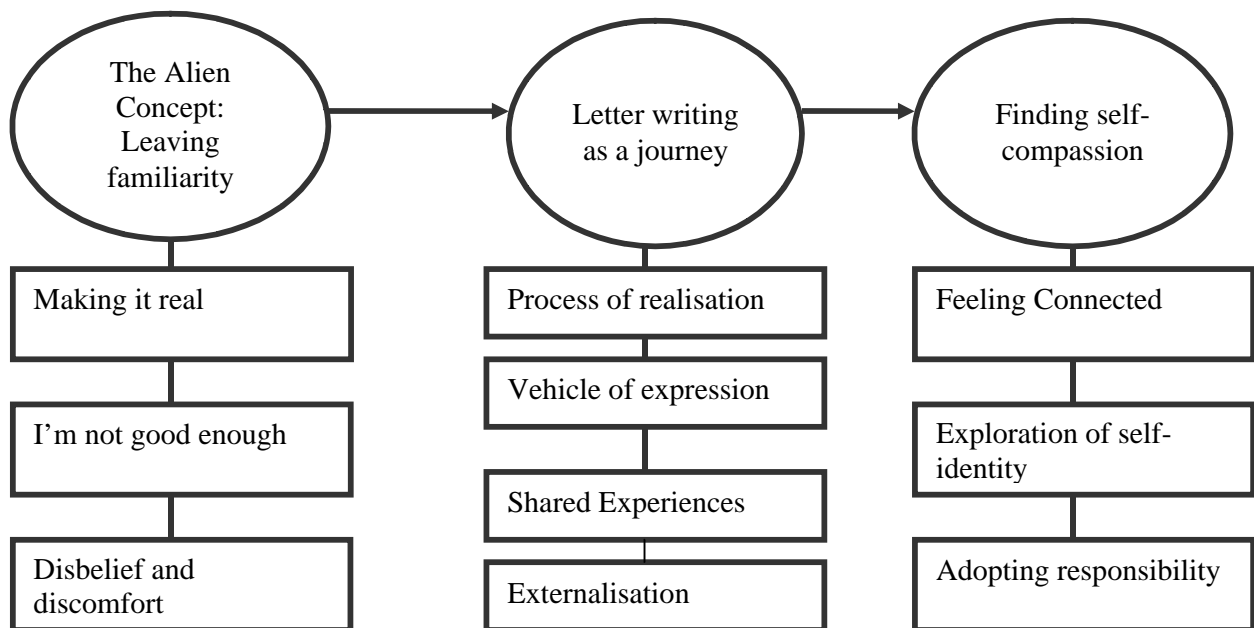 The Alien
Concept:
Leaving
familiarity
Letter writing
as a journey
Finding self-
compassion
Making it real
I’m not good enough
Disbelief and
discomfort
Process of realisation
Vehicle of expression
Shared Experiences
Externalisation
Feeling Connected
Exploration of self-
identity
Adopting responsibility